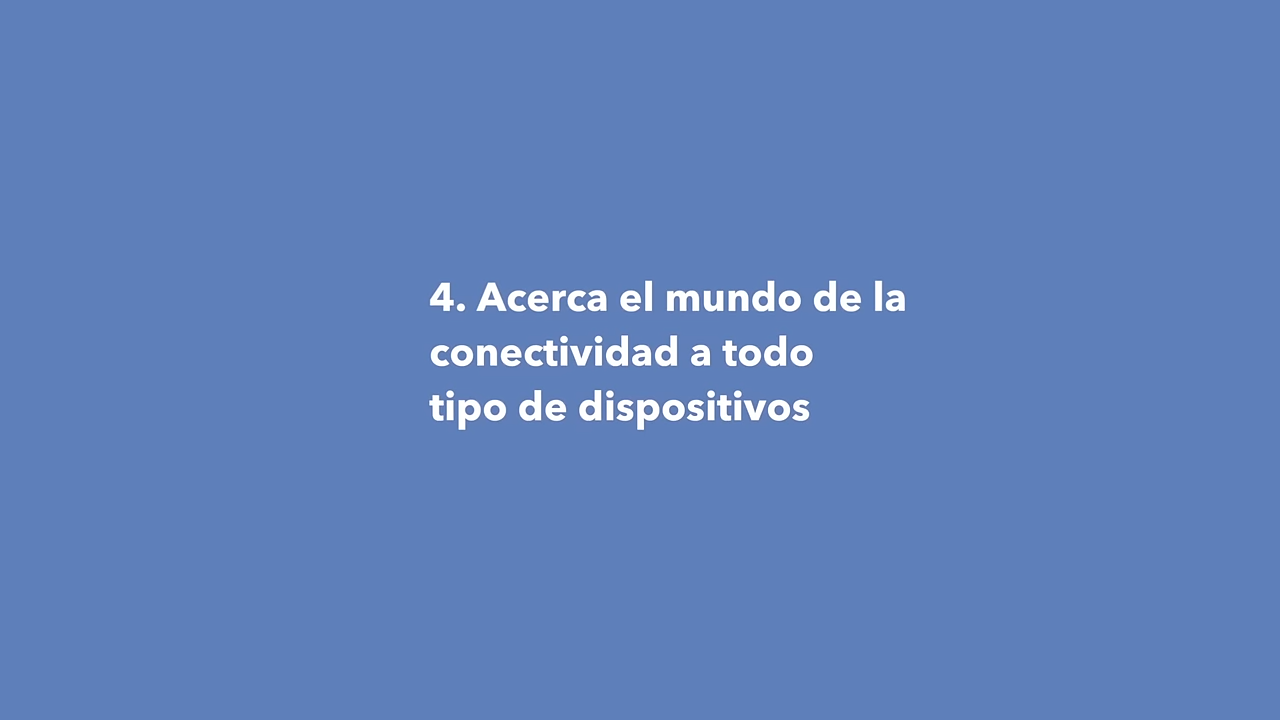 4. Acerca el mundo de la
conectividad a todo
tipo de dispositivos